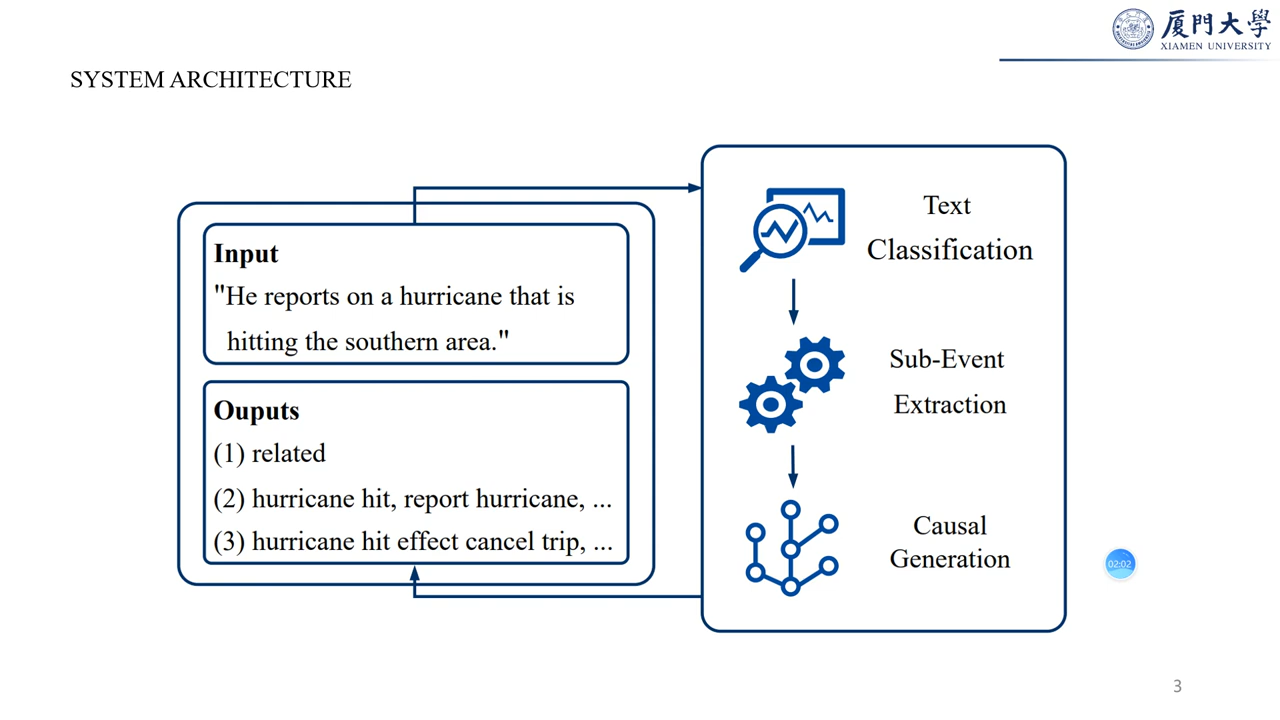 厦門大學
XIAMEN UNIVERSITY
SYSTEM ARCHITECTURE
Input
"He reports on a hurricane that is
hitting the southern area."
Ouputs
(1) related
(2) hurricane hit, report hurricane, ...
(3) hurricane hit effect cancel trip, ...
Text
Classification
Sub-Event
Extraction
Causal
Generation
02:02
3